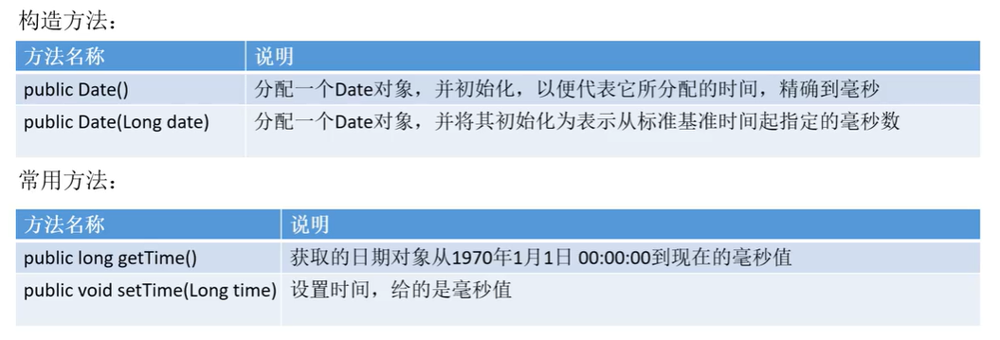 构造方法：
方法名称 说明
public Date() 分配一个Date对象，并初始化，以便代表它所分配的时间，精确到毫秒
public Date(Long date) 分配一个Date对象，并将其初始化为表示从标准基准时间起指定的毫秒数
常用方法：
方法名称 说明
public long getTime() 获取的日期对象从1970年1月1日 00:00:00到现在的毫秒值
public void setTime(Long time) 设置时间，给的是毫秒值